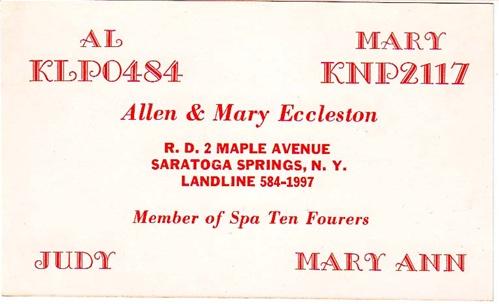 AL MARY
KLP0484 KNP2117
Allen & Mary Eccleston
R. D. 2 MAPLE AVENUE
SARATOGA SPRINGS, N. Y.
LANDLINE 584-1997
Member of Spa Ten Fourers
JUDY MARY ANN